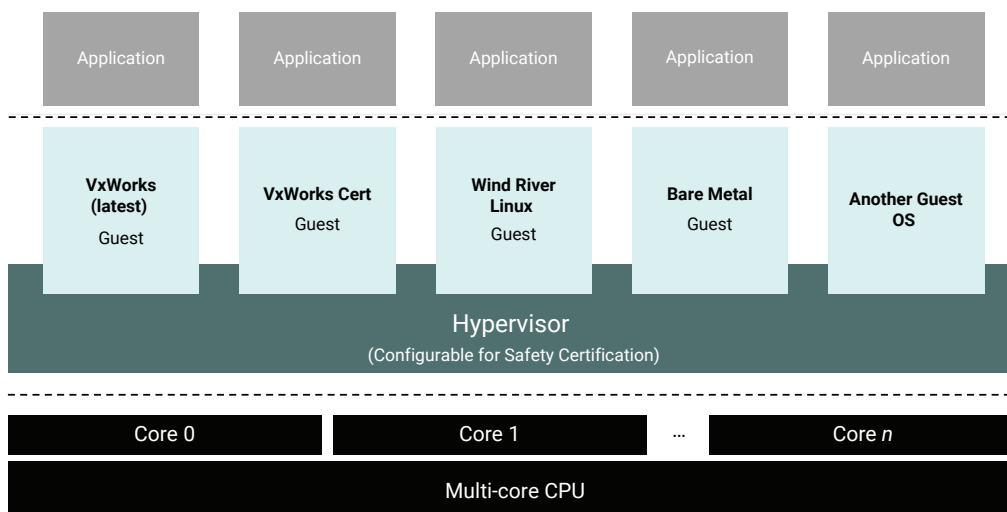 Application
Application
Application
Application
Application
VxWorks
(latest)
Guest
VxWorks Cert
Guest
Wind River
Linux
Guest
Bare Metal
Guest
Another Guest
OS
Hypervisor
(Configurable for Safety Certification)
Core 0
Core 1
...
Core n
Multi-core CPU